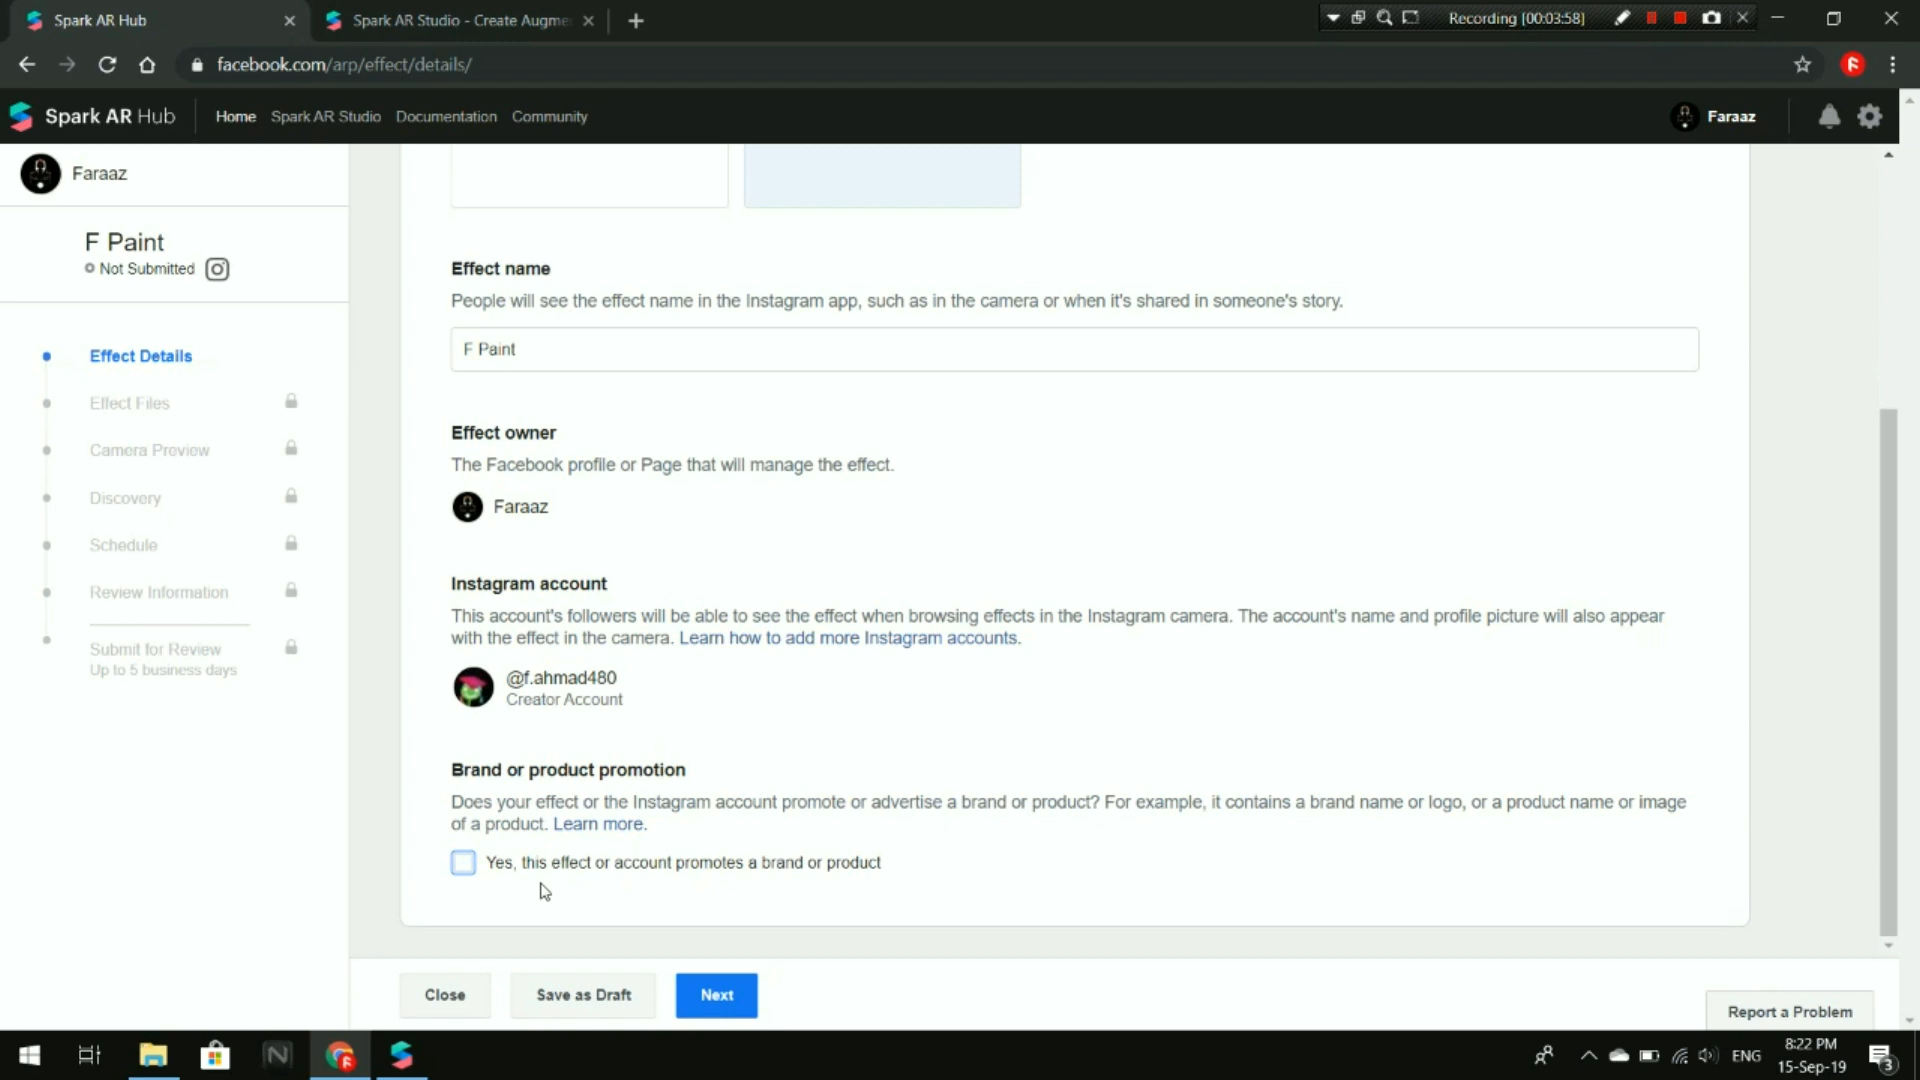 Spark AR Hub
Spark AR Studio - Create Augme
Recording [00:03:58]
facebook.com/arp/effect/details/
Spark AR Hub
Home
Spark AR Studio
Documentation
Community
Faraaz
Faraaz
F Paint
Not Submitted
Effect Details
Effect Files
Camera Preview
Discovery
Schedule
Review Information
Submit for Review
Up to 5 business days
Effect name
People will see the effect name in the Instagram app, such as in the camera or when it's shared in someone's story.
F Paint
Effect owner
The Facebook profile or Page that will manage the effect.
Faraaz
Instagram account
This account's followers will be able to see the effect when browsing effects in the Instagram camera. The account's name and profile picture will also appear
with the effect in the camera. Learn how to add more Instagram accounts.
@f.ahmad480
Creator Account
Brand or product promotion
Does your effect or the Instagram account promote or advertise a brand or product? For example, it contains a brand name or logo, or a product name or image
of a product. Learn more.
Yes, this effect or account promotes a brand or product
Close
Save as Draft
Next
Report a Problem
ENG
8:22 PM
15-Sep-19
3